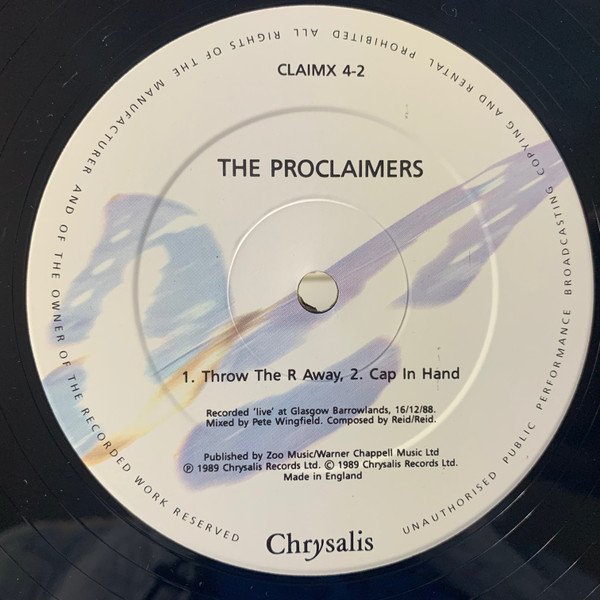 CLAIMX 4-2
THE PROCLAIMERS
1. Throw The R Away, 2. Cap In Hand
Recorded 'live' at Glasgow Barrowlands, 16/12/88.
Mixed by Pete Wingfield. Composed by Reid/Reid.
Published by Zoo Music/Warner Chappell Music Ltd
℗ 1989 Chrysalis Records Ltd. © 1989 Chrysalis Records Ltd.
Made in England
Chrysalis
ALL RIGHTS OF THE MANUFACTURER AND OF THE OWNER OF THE RECORDED WORK RESERVED
UNAUTHORISED PUBLIC PERFORMANCE BROADCASTING COPYING AND RENTAL PROHIBITED